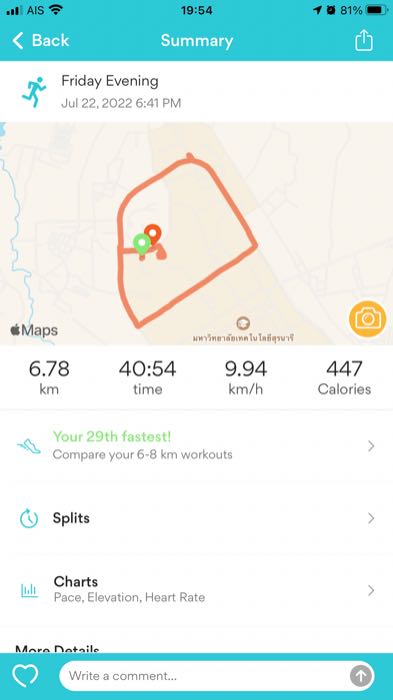 AIS 19:54 81%
Back Summary
Friday Evening
Jul 22, 2022 6:41 PM
Maps
มหาวิทยาลัยเทคโนโลยีสุรนารี
6.78 40:54 9.94 447
km time km/h Calories
Your 29th fastest!
Compare your 6-8 km workouts
Splits
Charts
Pace, Elevation, Heart Rate
More Details
Write a comment...